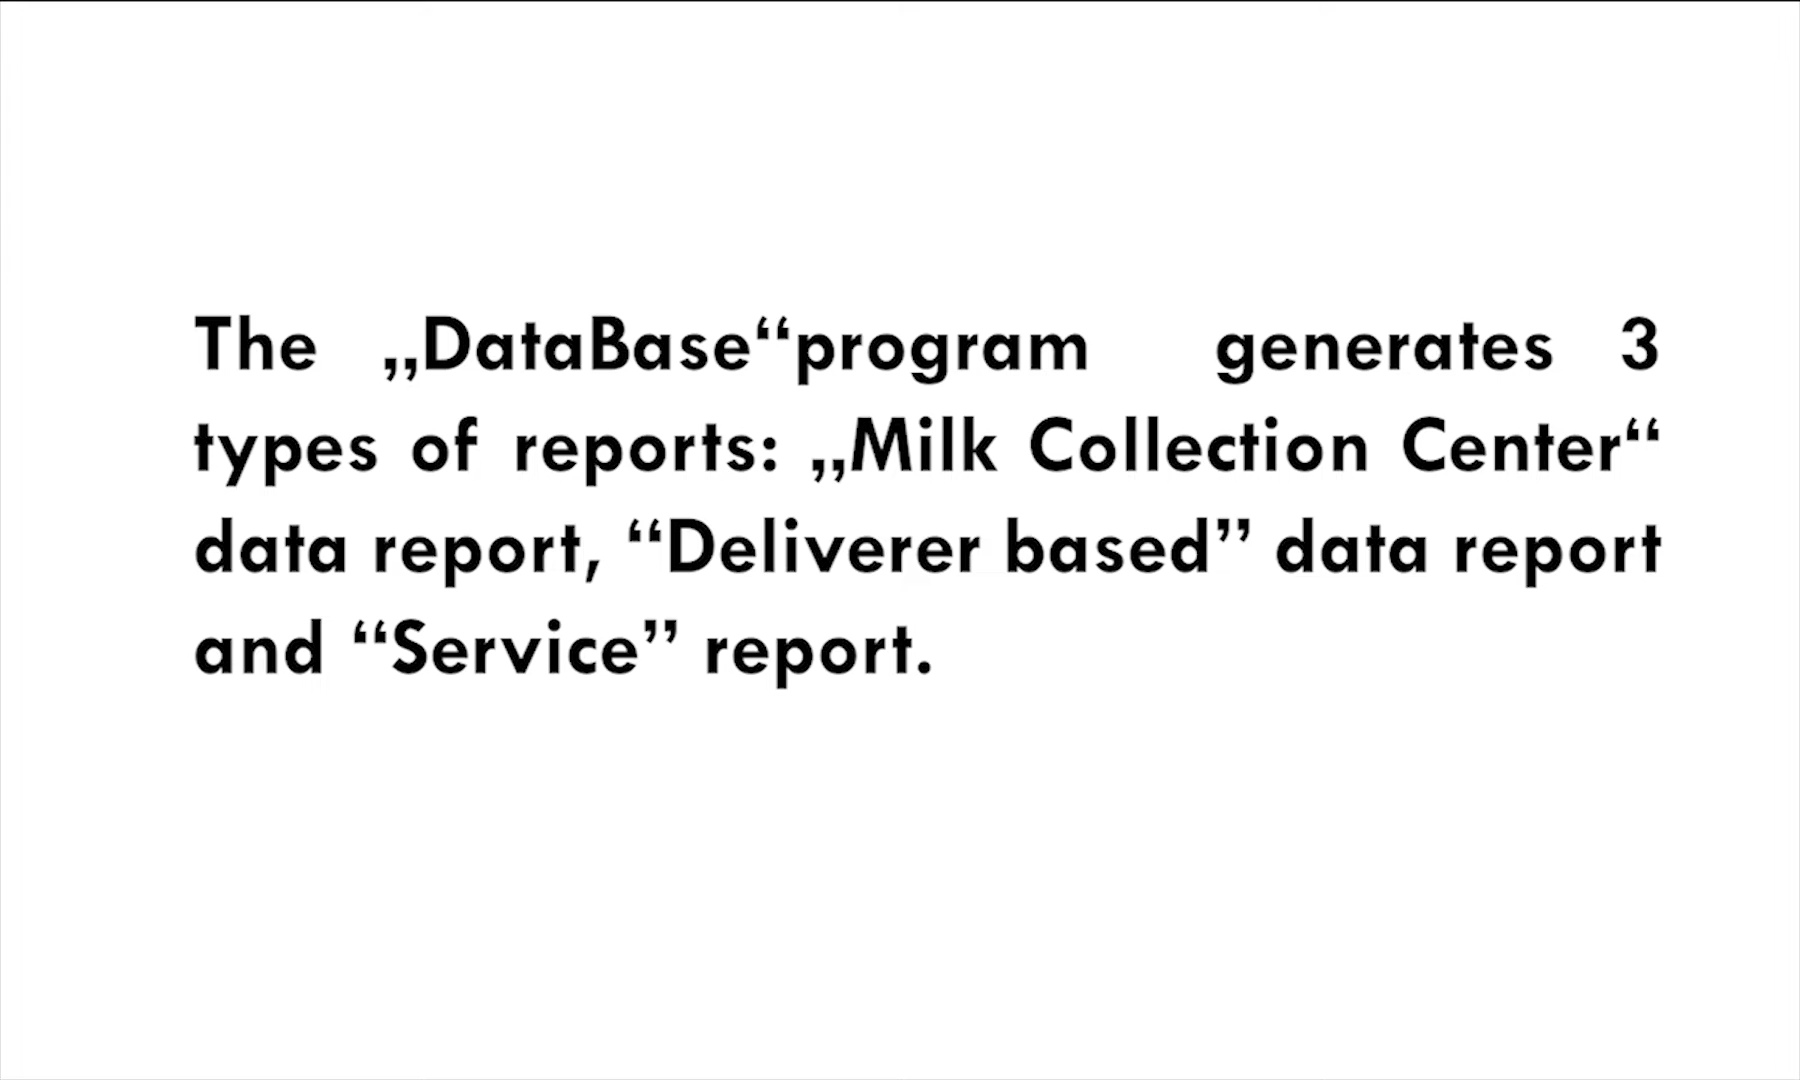 The „DataBase“program generates 3
types of reports: „Milk Collection Center“
data report, “Deliverer based” data report
and “Service” report.